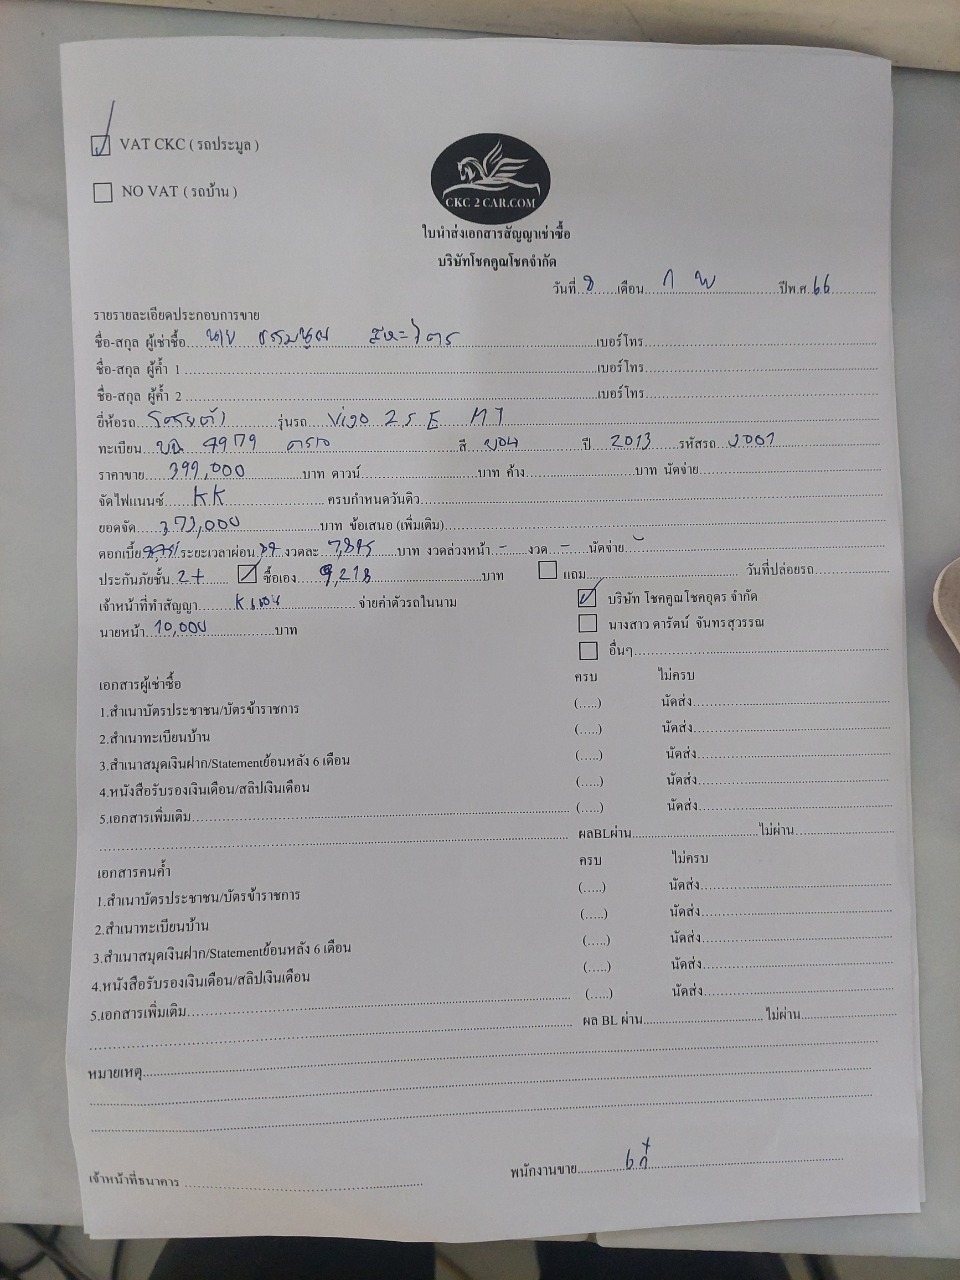 VAT CKC ( รถประมูล )
NO VAT ( รถบ้าน )
CKC 2 CAR.COM
ใบนำส่งเอกสารสัญญาเช่าซื้อ
บริษัทโชคคูณโชคจำกัด
วันที่ 8 เดือน ก พ ปีพ.ศ. 66
รายรายละเอียดประกอบการขาย
ชื่อ-สกุล ผู้เช่าซื้อ นาย ธรรมนูญ เบอร์โทร
ชื่อ-สกุล ผู้ค้ำ 1 เบอร์โทร
ชื่อ-สกุล ผู้ค้ำ 2 เบอร์โทร
ยี่ห้อรถ โตโยต้า รุ่นรถ Vigo 2.5 E MT
ทะเบียน สี ปี 2013 รหัสรถ
ราคาขาย 399,000 บาท ดาวน์ บาท ค้าง บาท นัดจ่าย
จัดไฟแนนซ์ KK ครบกำหนดวันคิว
ยอดจัด 373,000 บาท ข้อเสนอ (เพิ่มเติม)
ดอกเบี้ย ระยะเวลาผ่อน งวดละ บาท งวดล่วงหน้า - งวด - นัดจ่าย -
ประกันภัยชั้น 2+ ซื้อเอง 9,218 บาท แถม วันที่ปล่อยรถ
เจ้าหน้าที่ทำสัญญา จ่ายค่าตัวรถในนาม บริษัท โชคคูณโชคอุดร จำกัด
นายหน้า 10,000 บาท นางสาว ดารัตน์ จันทรสุวรรณ
อื่นๆ
เอกสารผู้เช่าซื้อ ครบ ไม่ครบ
1.สำเนาบัตรประชาชน/บัตรข้าราชการ (.....) นัดส่ง
2.สำเนาทะเบียนบ้าน (.....) นัดส่ง
3.สำเนาสมุดเงินฝาก/Statementย้อนหลัง 6 เดือน (.....) นัดส่ง
4.หนังสือรับรองเงินเดือน/สลิปเงินเดือน (.....) นัดส่ง
5.เอกสารเพิ่มเติม (.....) นัดส่ง
ผลBLผ่าน ไม่ผ่าน
เอกสารคนค้ำ ครบ ไม่ครบ
1.สำเนาบัตรประชาชน/บัตรข้าราชการ (.....) นัดส่ง
2.สำเนาทะเบียนบ้าน (.....) นัดส่ง
3.สำเนาสมุดเงินฝาก/Statementย้อนหลัง 6 เดือน (.....) นัดส่ง
4.หนังสือรับรองเงินเดือน/สลิปเงินเดือน (.....) นัดส่ง
5.เอกสารเพิ่มเติม (.....) นัดส่ง
ผล BL ผ่าน ไม่ผ่าน
หมายเหตุ
พนักงานขาย
เจ้าหน้าที่ธนาคาร